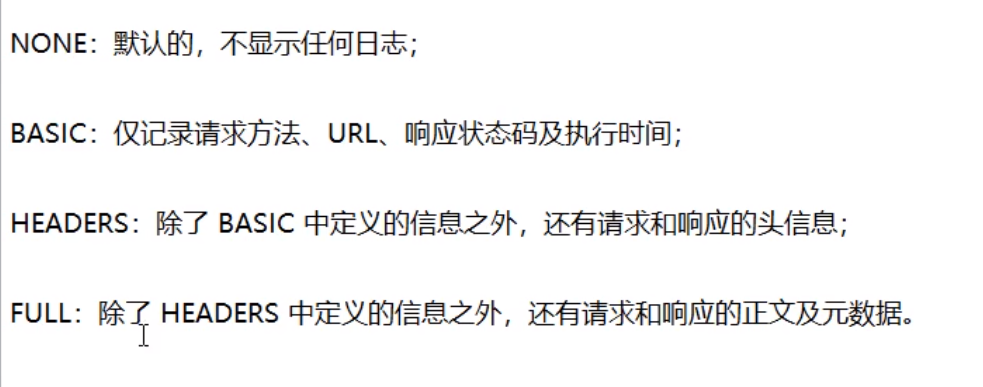 NONE：默认的，不显示任何日志；
BASIC：仅记录请求方法、URL、响应状态码及执行时间；
HEADERS：除了 BASIC 中定义的信息之外，还有请求和响应的头信息；
FULL：除了 HEADERS 中定义的信息之外，还有请求和响应的正文及元数据。